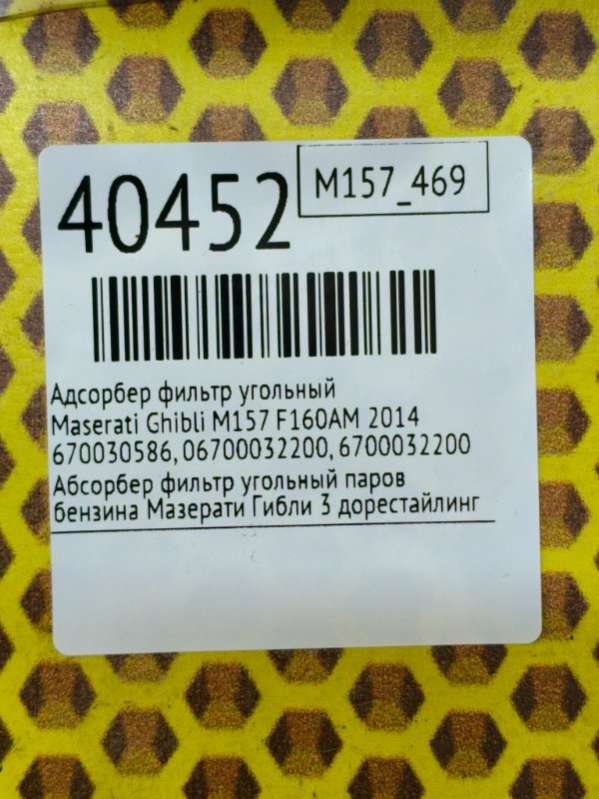 40452
M157_469
Адсорбер фильтр угольный
Maserati Ghibli M157 F160AM 2014
670030586, 06700032200, 6700032200
Абсорбер фильтр угольный паров
бензина Мазерати Гибли 3 дорестайлинг